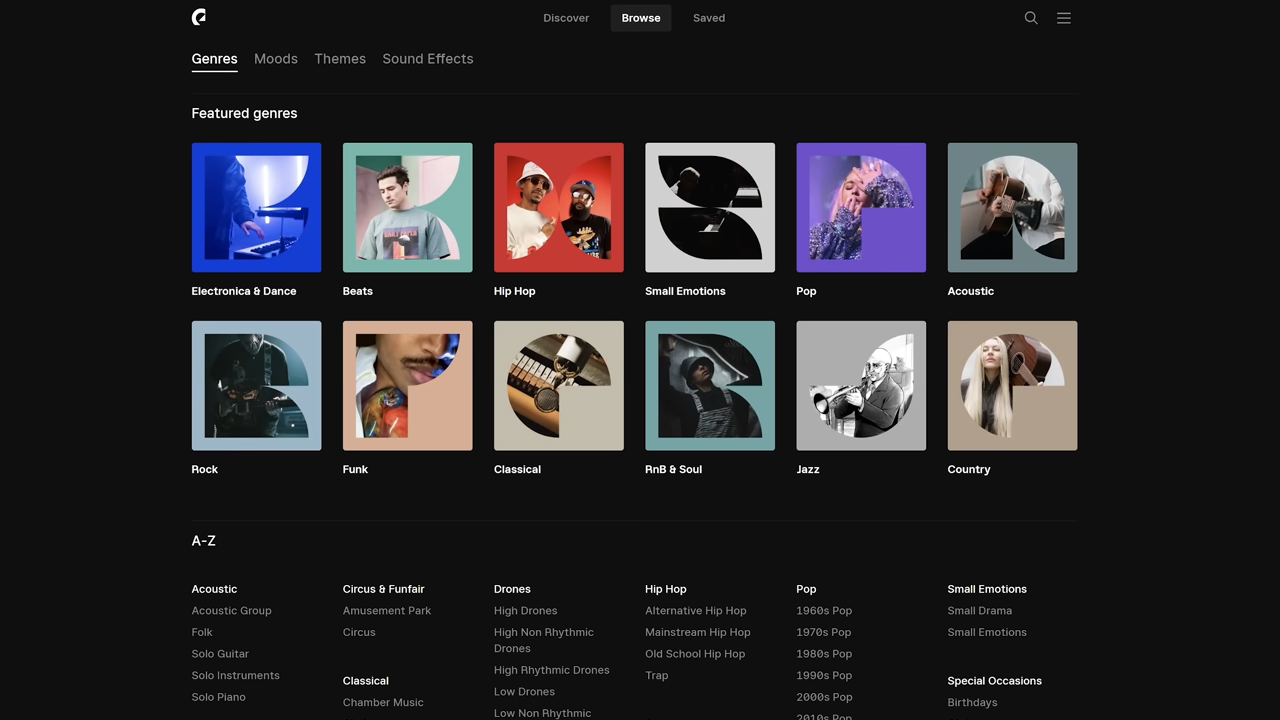 Discover
Browse
Saved
Genres
Moods
Themes
Sound Effects
Featured genres
Electronica & Dance
Beats
Hip Hop
Small Emotions
Pop
Acoustic
Rock
Funk
Classical
RnB & Soul
Jazz
Country
A-Z
Acoustic
Acoustic Group
Folk
Solo Guitar
Solo Instruments
Solo Piano
Circus & Funfair
Amusement Park
Circus
Classical
Chamber Music
Drones
High Drones
High Non Rhythmic
Drones
High Rhythmic Drones
Low Drones
Low Non Rhythmic
Hip Hop
Alternative Hip Hop
Mainstream Hip Hop
Old School Hip Hop
Trap
Pop
1960s Pop
1970s Pop
1980s Pop
1990s Pop
2000s Pop
2010s Pop
Small Emotions
Small Drama
Small Emotions
Special Occasions
Birthdays